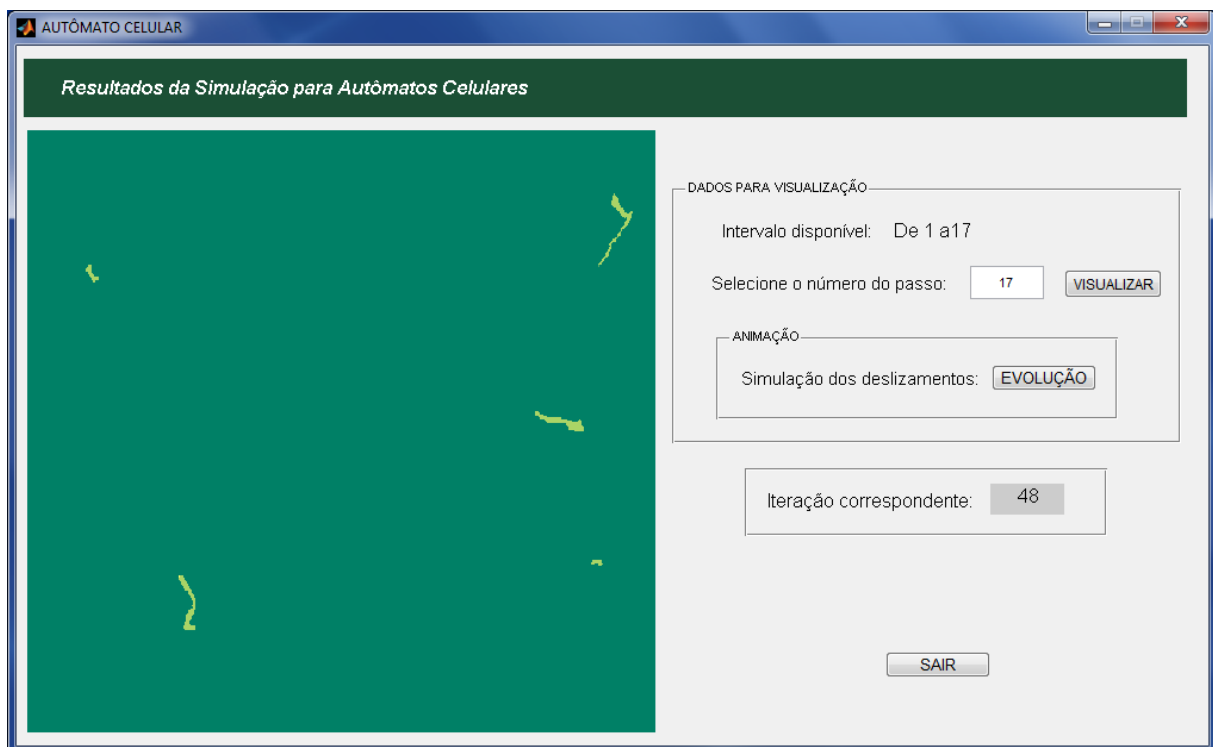 AUTÔMATO CELULAR
Resultados da Simulação para Autômatos Celulares
DADOS PARA VISUALIZAÇÃO
Intervalo disponível: De 1 a17
Selecione o número do passo: 17 VISUALIZAR
ANIMAÇÃO
Simulação dos deslizamentos: EVOLUÇÃO
Iteração correspondente: 48
SAIR